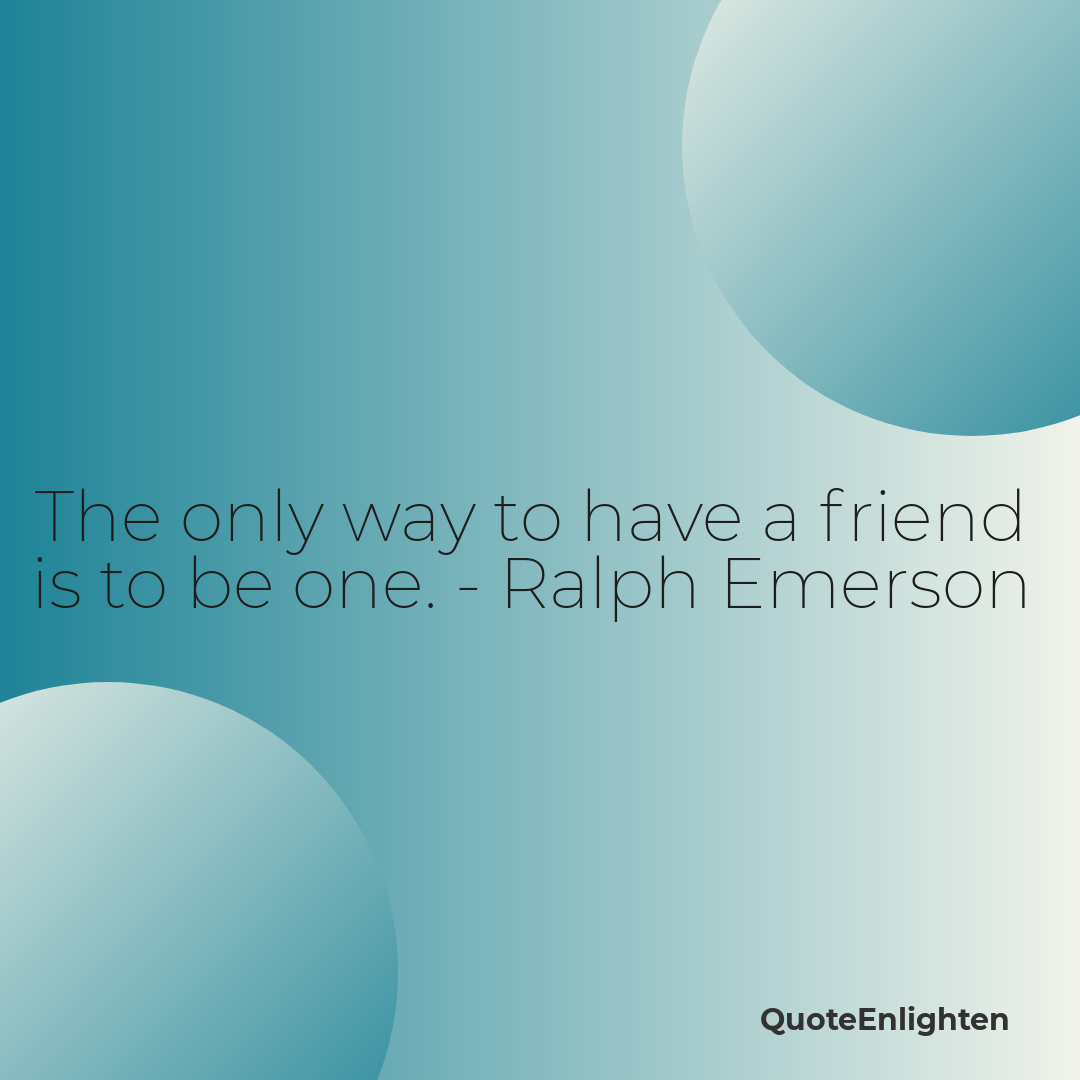 The only way to have a friend
is to be one. - Ralph Emerson
QuoteEnlighten